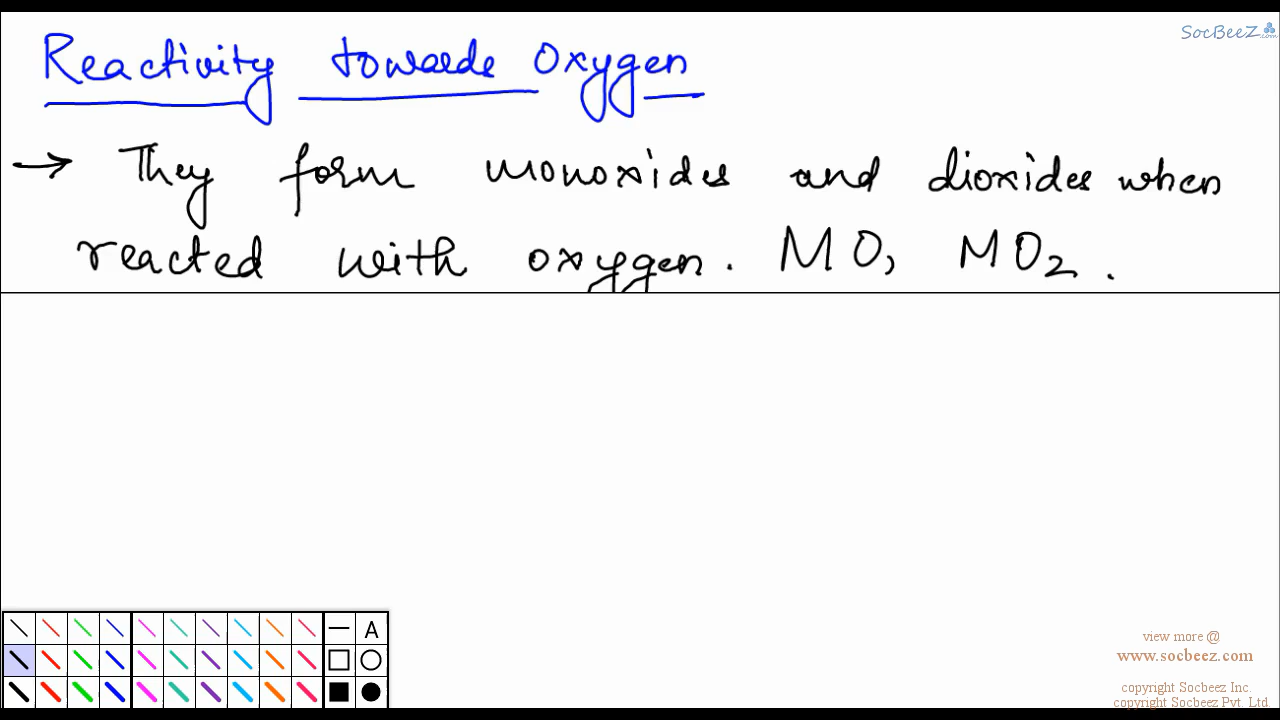 SocBeeZ.com
Reactivity towards Oxygen
→ They form monoxides and dioxides when
reacted with oxygen. MO, MO₂.
A
view more @
www.socbeez.com
copyright Socbeez Inc.
copyright Socbeez Pvt. Ltd.